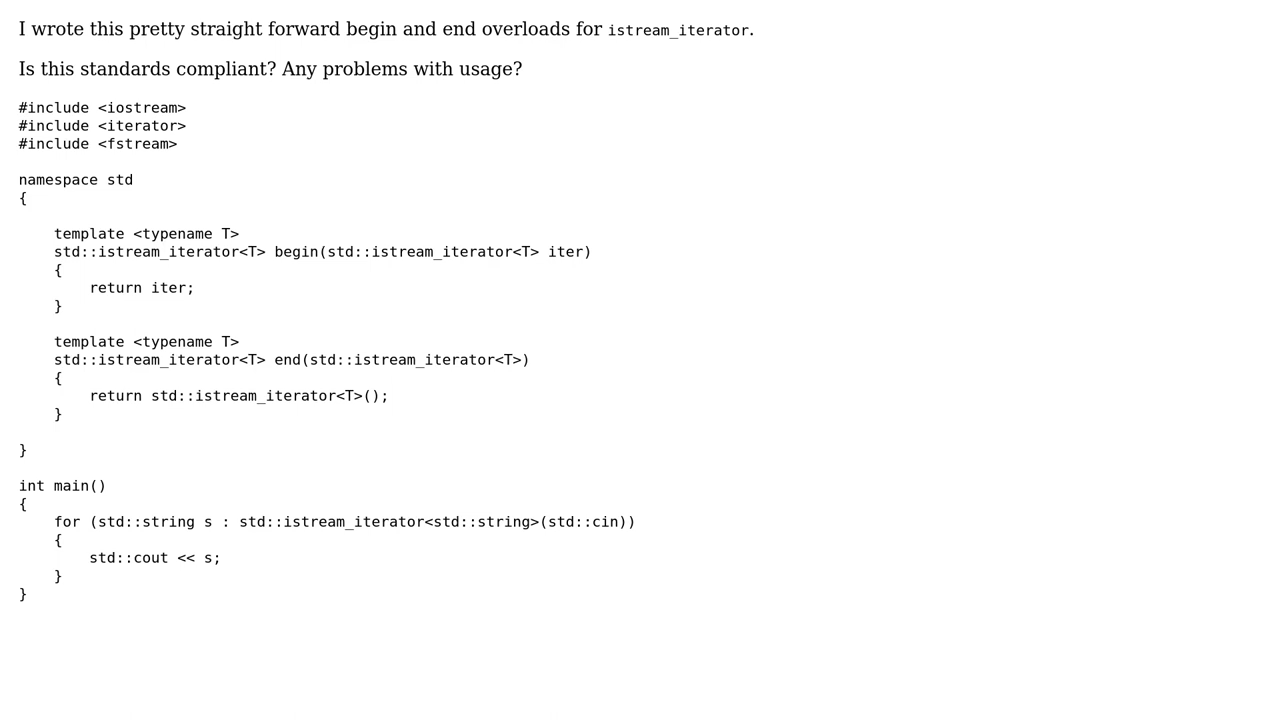 I wrote this pretty straight forward begin and end overloads for istream_iterator.
Is this standards compliant? Any problems with usage?
#include <iostream>
#include <iterator>
#include <fstream>
namespace std
{
    template <typename T>
    std::istream_iterator<T> begin(std::istream_iterator<T> iter)
    {
        return iter;
    }
    template <typename T>
    std::istream_iterator<T> end(std::istream_iterator<T>)
    {
        return std::istream_iterator<T>();
    }
}
int main()
{
    for (std::string s : std::istream_iterator<std::string>(std::cin))
    {
        std::cout << s;
    }
}